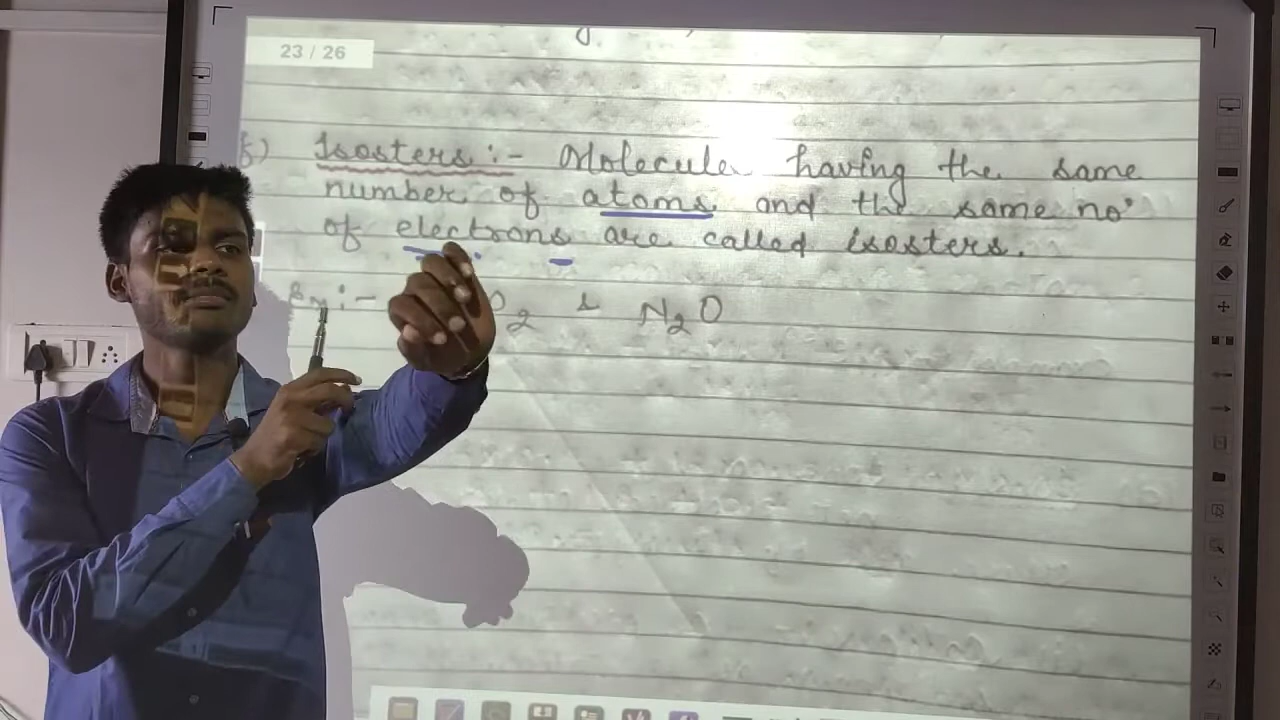 23 / 26
f) Isosters :- Molecules having the same
number of atoms and the same no.
of electrons are called isosters.
Ex:- O2 & N2O